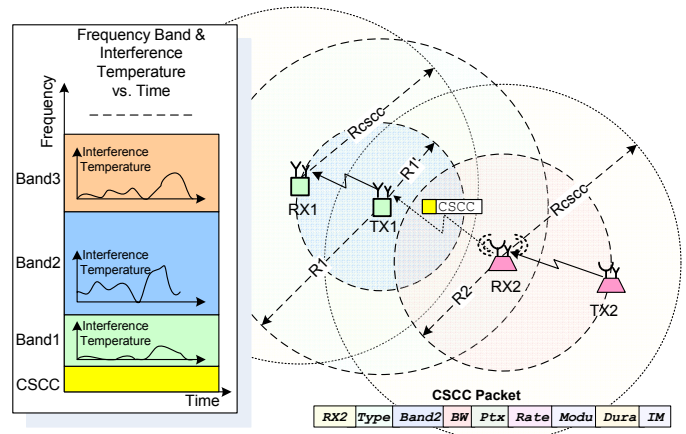 Frequency Band &
Interference
Temperature
vs. Time
Frequency
Band3
Interference
Temperature
Band2
Interference
Temperature
Band1
Interference
Temperature
CSCC
Time
Rcscc
R1'
RX1
TX1
CSCC
Rcscc
R1
R2
RX2
TX2
CSCC Packet
RX2 Type Band2 BW Ptx Rate Modu Dura IM